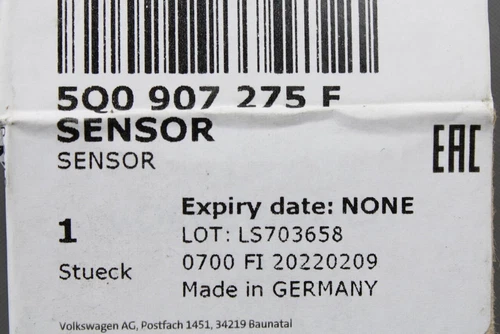 5Q0 907 275 F
SENSOR
SENSOR
EAC
Expiry date: NONE
1
LOT: LS703658
Stueck
0700 FI 20220209
Made in GERMANY
Volkswagen AG, Postfach 1451, 34219 Baunatal